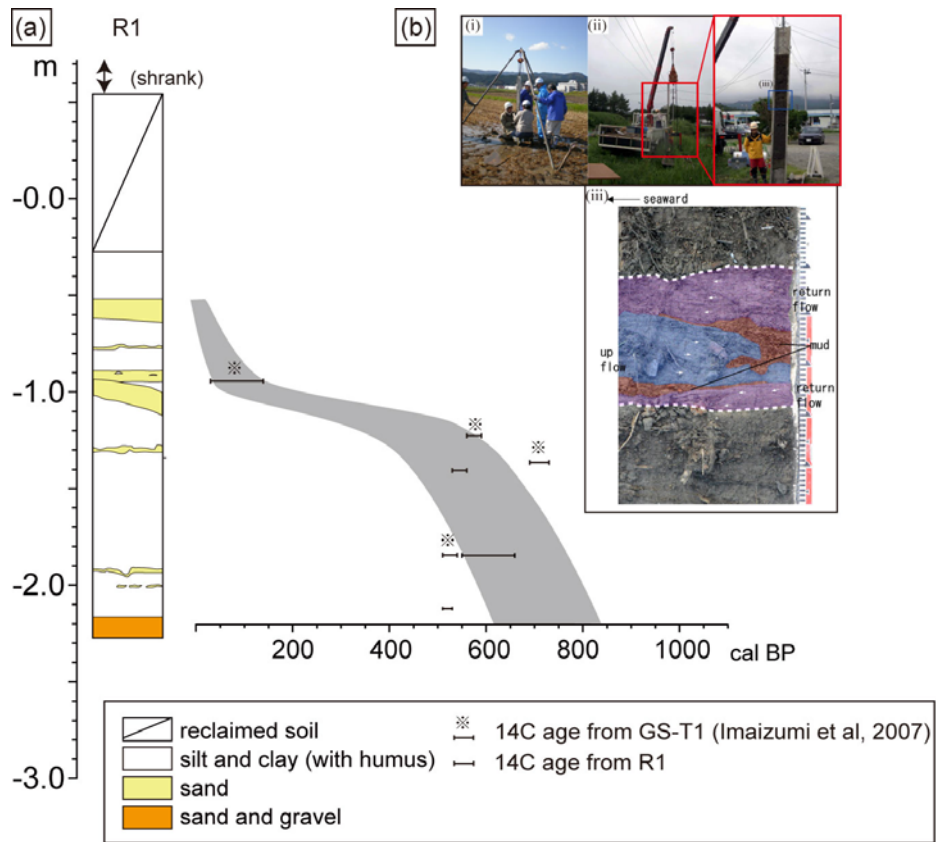 (a)
R1
m
(shrank)
-0.0
-1.0
-2.0
-3.0
※
※
※
※
200
400
600
800
1000
cal BP
(b)
(i)
(ii)
(iii)
(iii)
seaward
return
flow
mud
up
flow
return
flow
reclaimed soil
silt and clay (with humus)
sand
sand and gravel
※
14C age from GS-T1 (Imaizumi et al, 2007)
14C age from R1